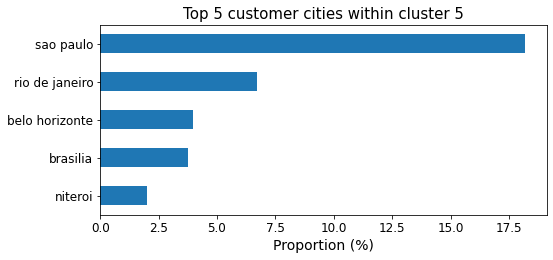 Top 5 customer cities within cluster 5
sao paulo
rio de janeiro
belo horizonte
brasilia
niteroi
0.0 2.5 5.0 7.5 10.0 12.5 15.0 17.5
Proportion (%)